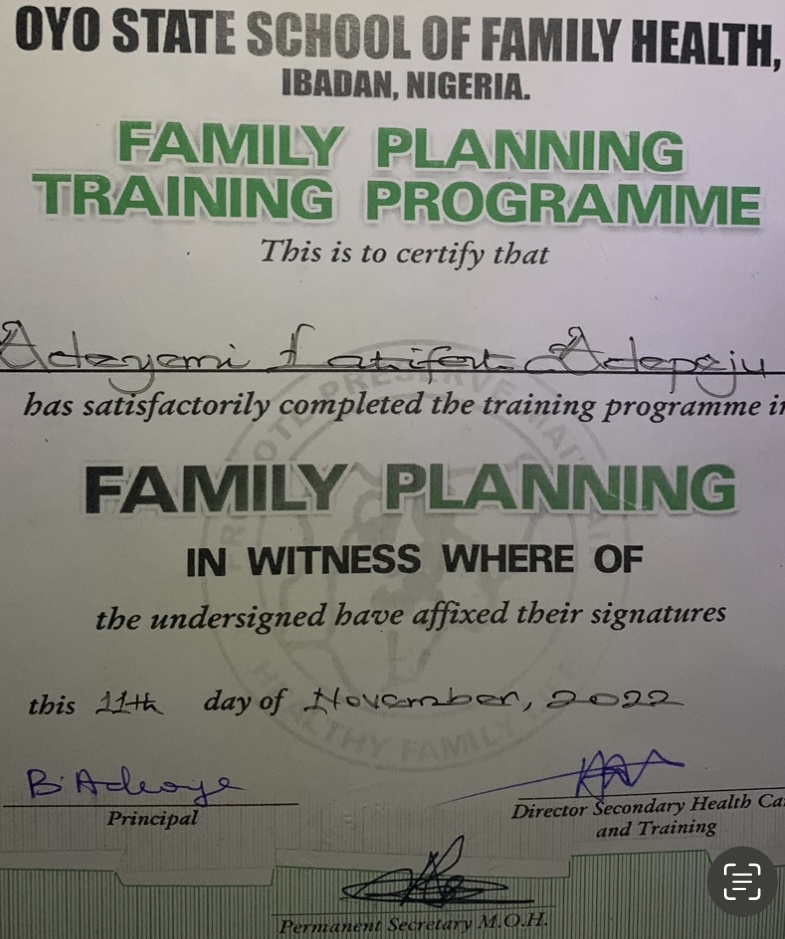 OYO STATE SCHOOL OF FAMILY HEALTH,
IBADAN, NIGERIA.
FAMILY PLANNING
TRAINING PROGRAMME
This is to certify that
Adeyemi Latifat Adepeju
has satisfactorily completed the training programme in
FAMILY PLANNING
IN WITNESS WHERE OF
the undersigned have affixed their signatures
this 11th day of November, 2022
B. Adeoye
Principal
Director Secondary Health Ca
and Training
Permanent Secretary M.O.H.
HEALTHY FAMILY